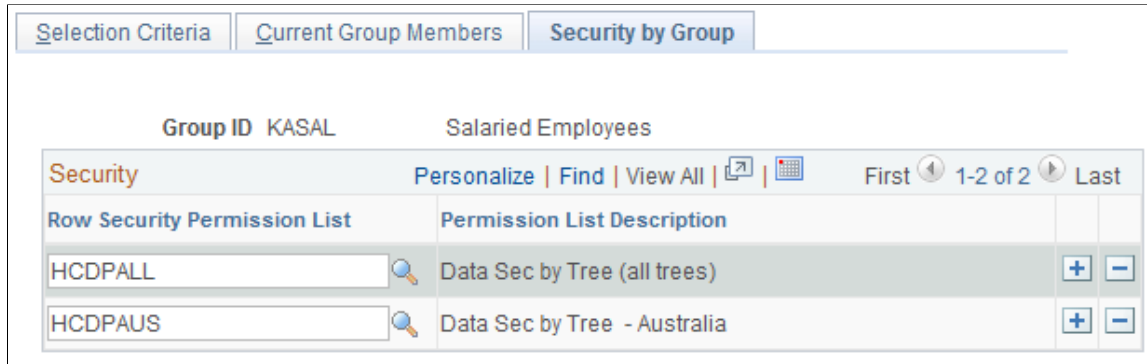 Selection Criteria Current Group Members Security by Group
Group ID KASAL Salaried Employees
Security Personalize | Find | View All | | First 1-2 of 2 Last
Row Security Permission List Permission List Description
HCDPALL Data Sec by Tree (all trees) + -
HCDPAUS Data Sec by Tree - Australia + -